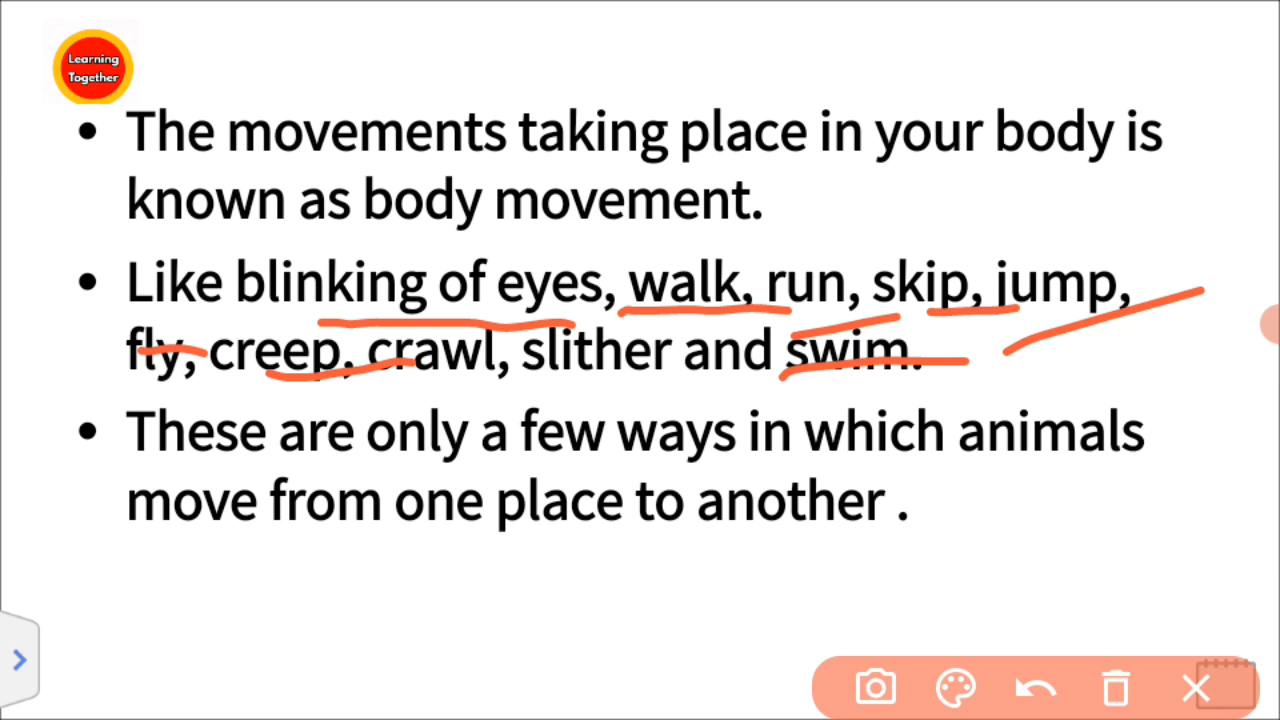 Learning
Together
• The movements taking place in your body is
known as body movement.
• Like blinking of eyes, walk, run, skip, jump,
fly, creep, crawl, slither and swim.
• These are only a few ways in which animals
move from one place to another .